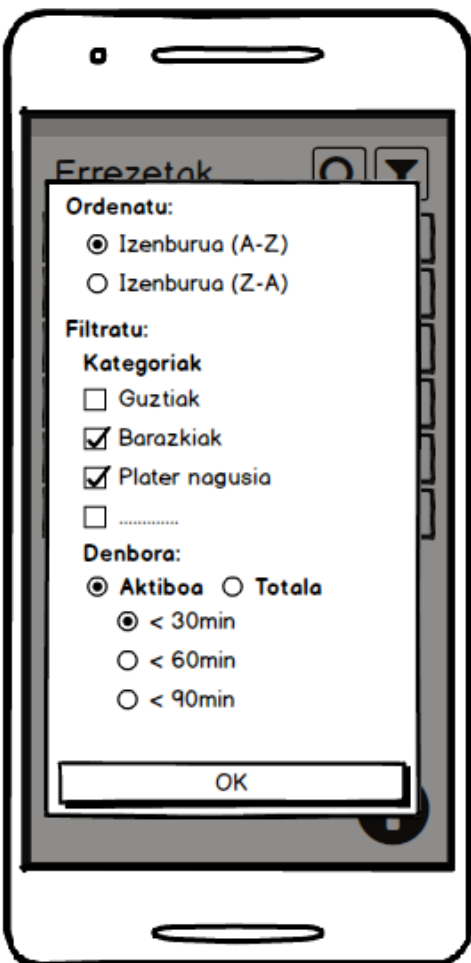 Errezetak
Ordenatu:
Izenburua (A-Z)
Izenburua (Z-A)
Filtratu:
Kategoriak
Guztiak
Barazkiak
Plater nagusia
.............
Denbora:
Aktiboa Totala
< 30min
< 60min
< 90min
OK